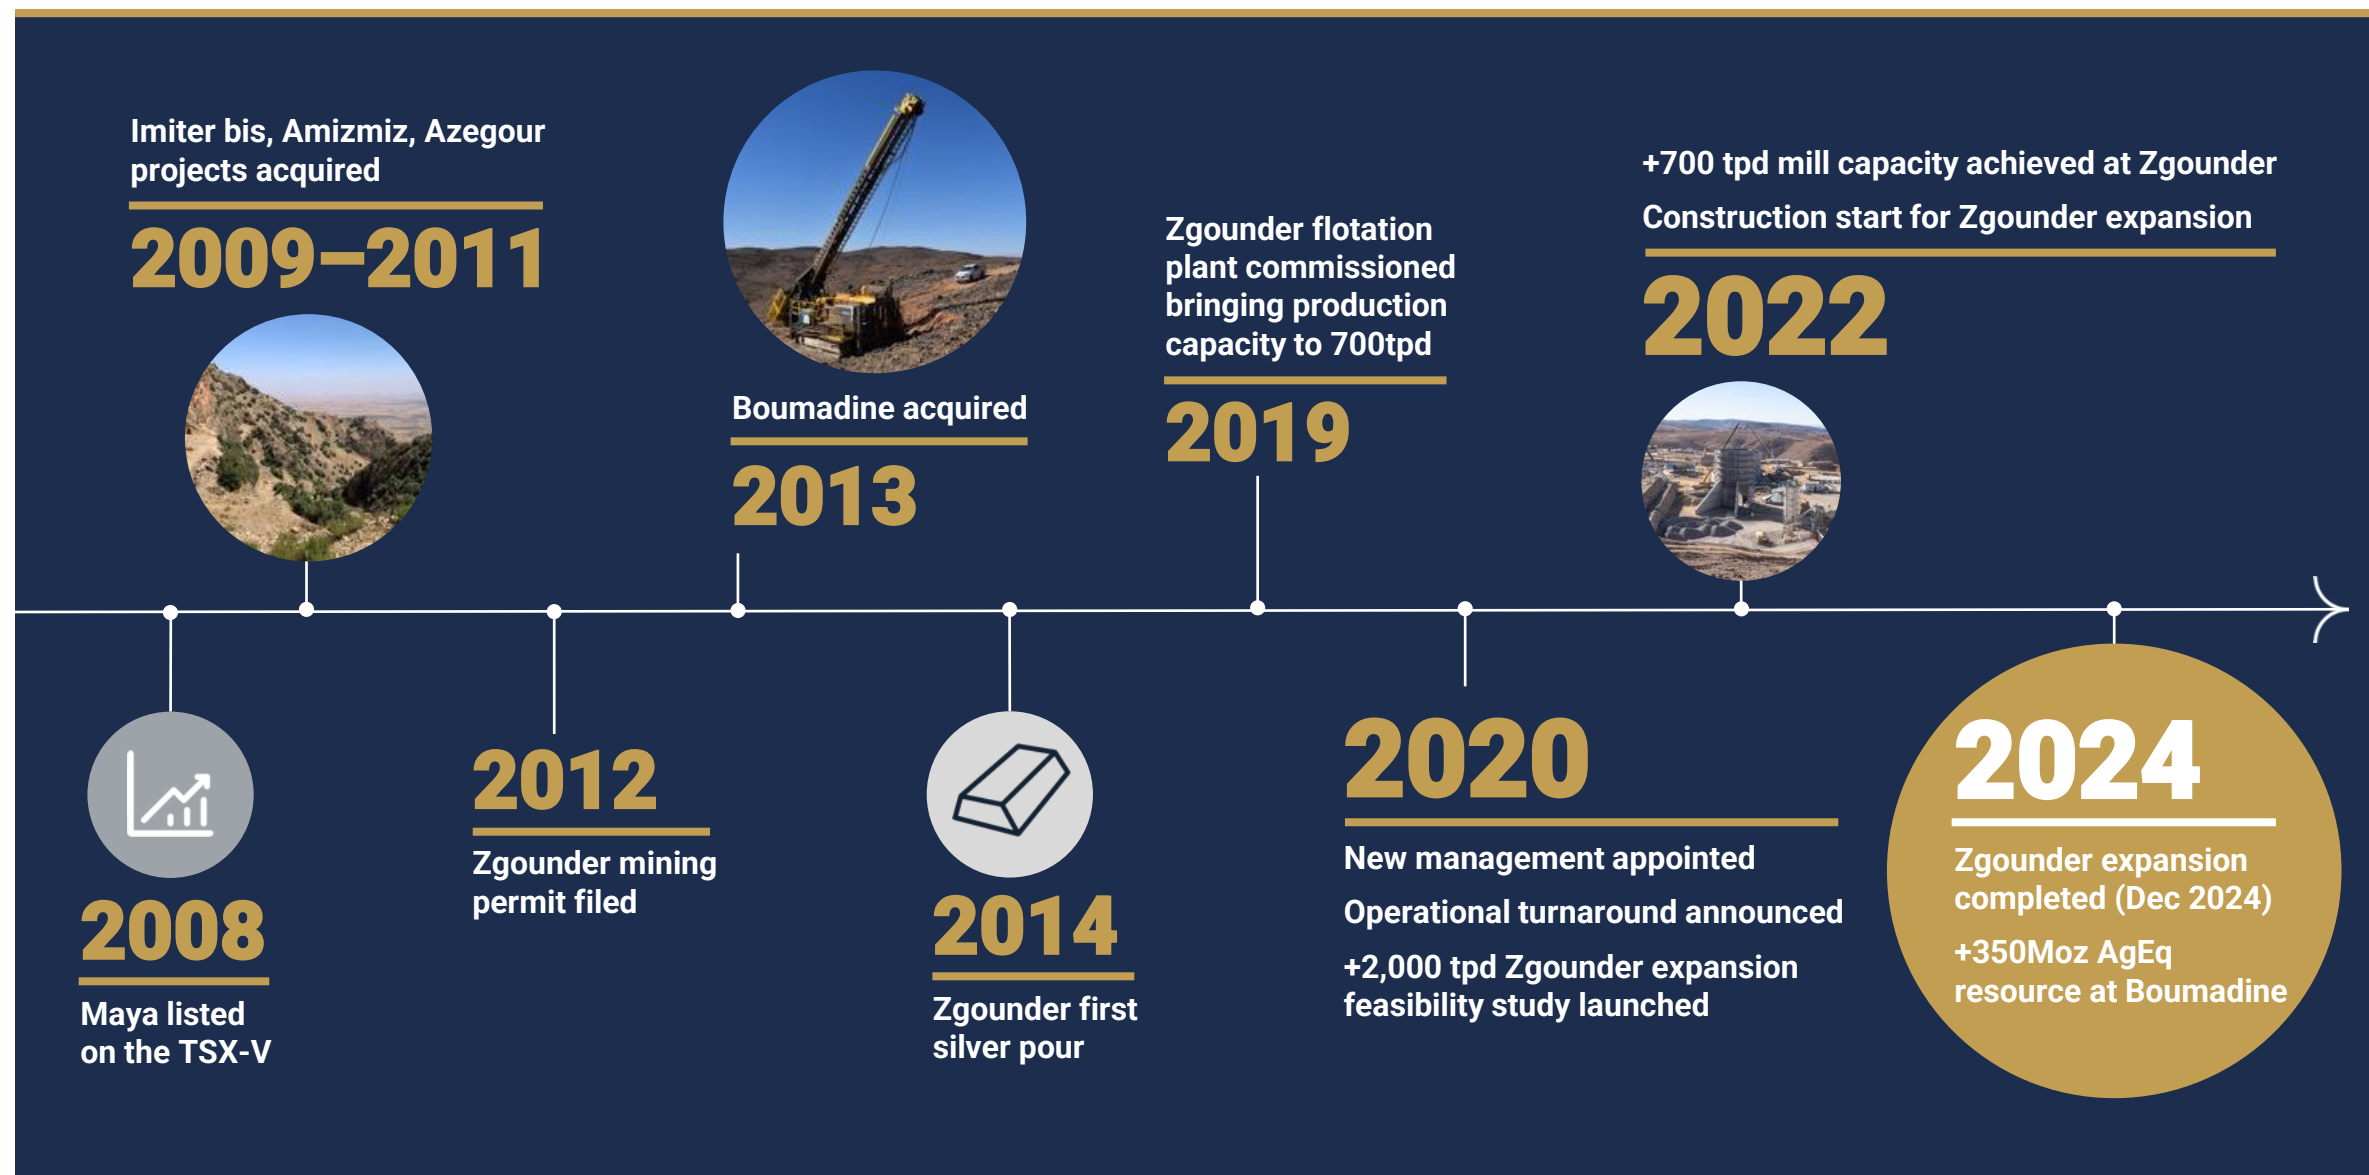 Imiter bis, Amizmiz, Azegour
projects acquired
2009–2011
Boumadine acquired
2013
Zgounder flotation
plant commissioned
bringing production
capacity to 700tpd
2019
+700 tpd mill capacity achieved at Zgounder
Construction start for Zgounder expansion
2022
2008
Maya listed
on the TSX-V
2012
Zgounder mining
permit filed
2014
Zgounder first
silver pour
2020
New management appointed
Operational turnaround announced
+2,000 tpd Zgounder expansion
feasibility study launched
2024
Zgounder expansion
completed (Dec 2024)
+350Moz AgEq
resource at Boumadine